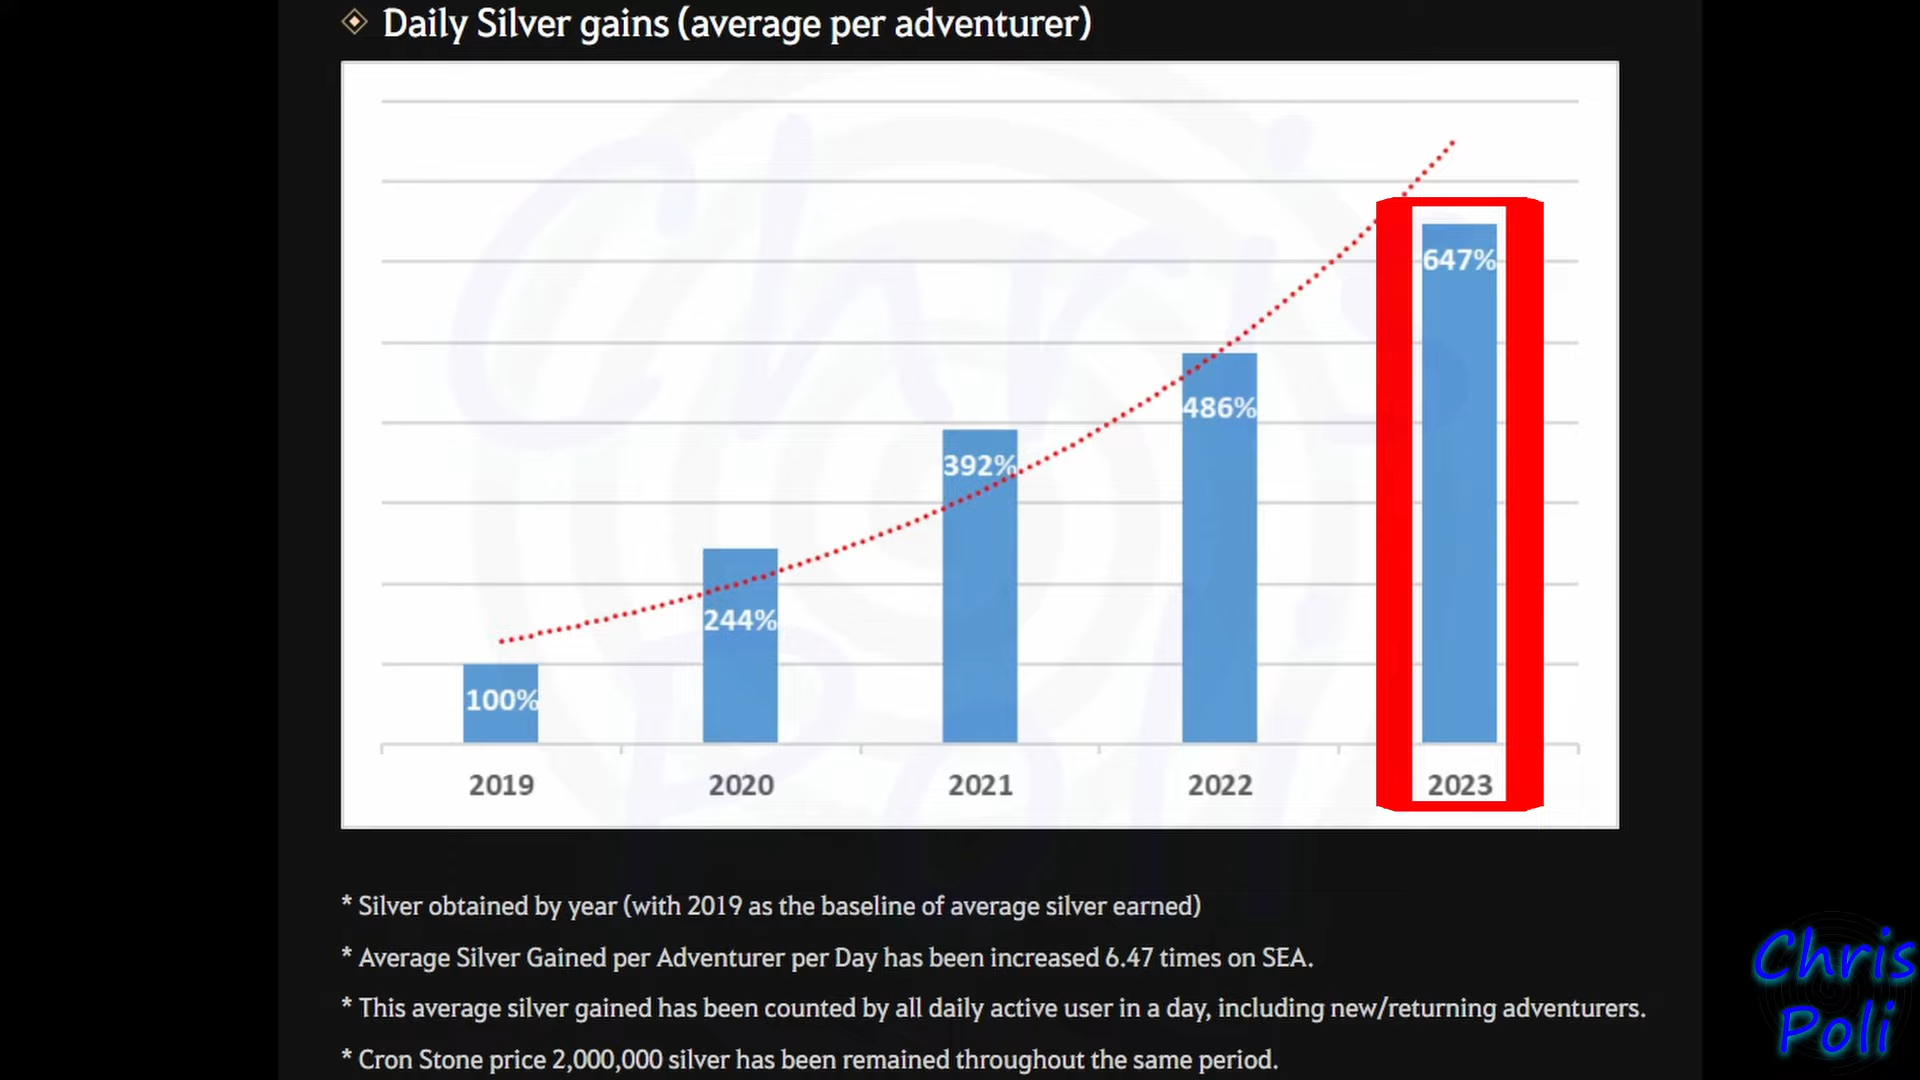 Daily Silver gains (average per adventurer)
647%
486%
392%
244%
100%
2019 2020 2021 2022 2023
* Silver obtained by year (with 2019 as the baseline of average silver earned)
* Average Silver Gained per Adventurer per Day has been increased 6.47 times on SEA.
* This average silver gained has been counted by all daily active user in a day, including new/returning adventurers.
* Cron Stone price 2,000,000 silver has been remained throughout the same period.
Chris
Poli
Chris
Poli